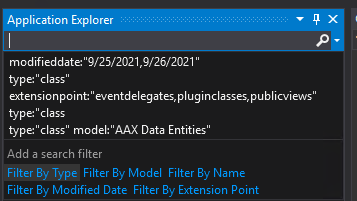 Application Explorer
modifieddate:"9/25/2021,9/26/2021"
type:"class"
extensionpoint:"eventdelegates,pluginclasses,publicviews"
type:"class
type:"class" model:"AAX Data Entities"
Add a search filter
Filter By Type Filter By Model Filter By Name
Filter By Modified Date Filter By Extension Point